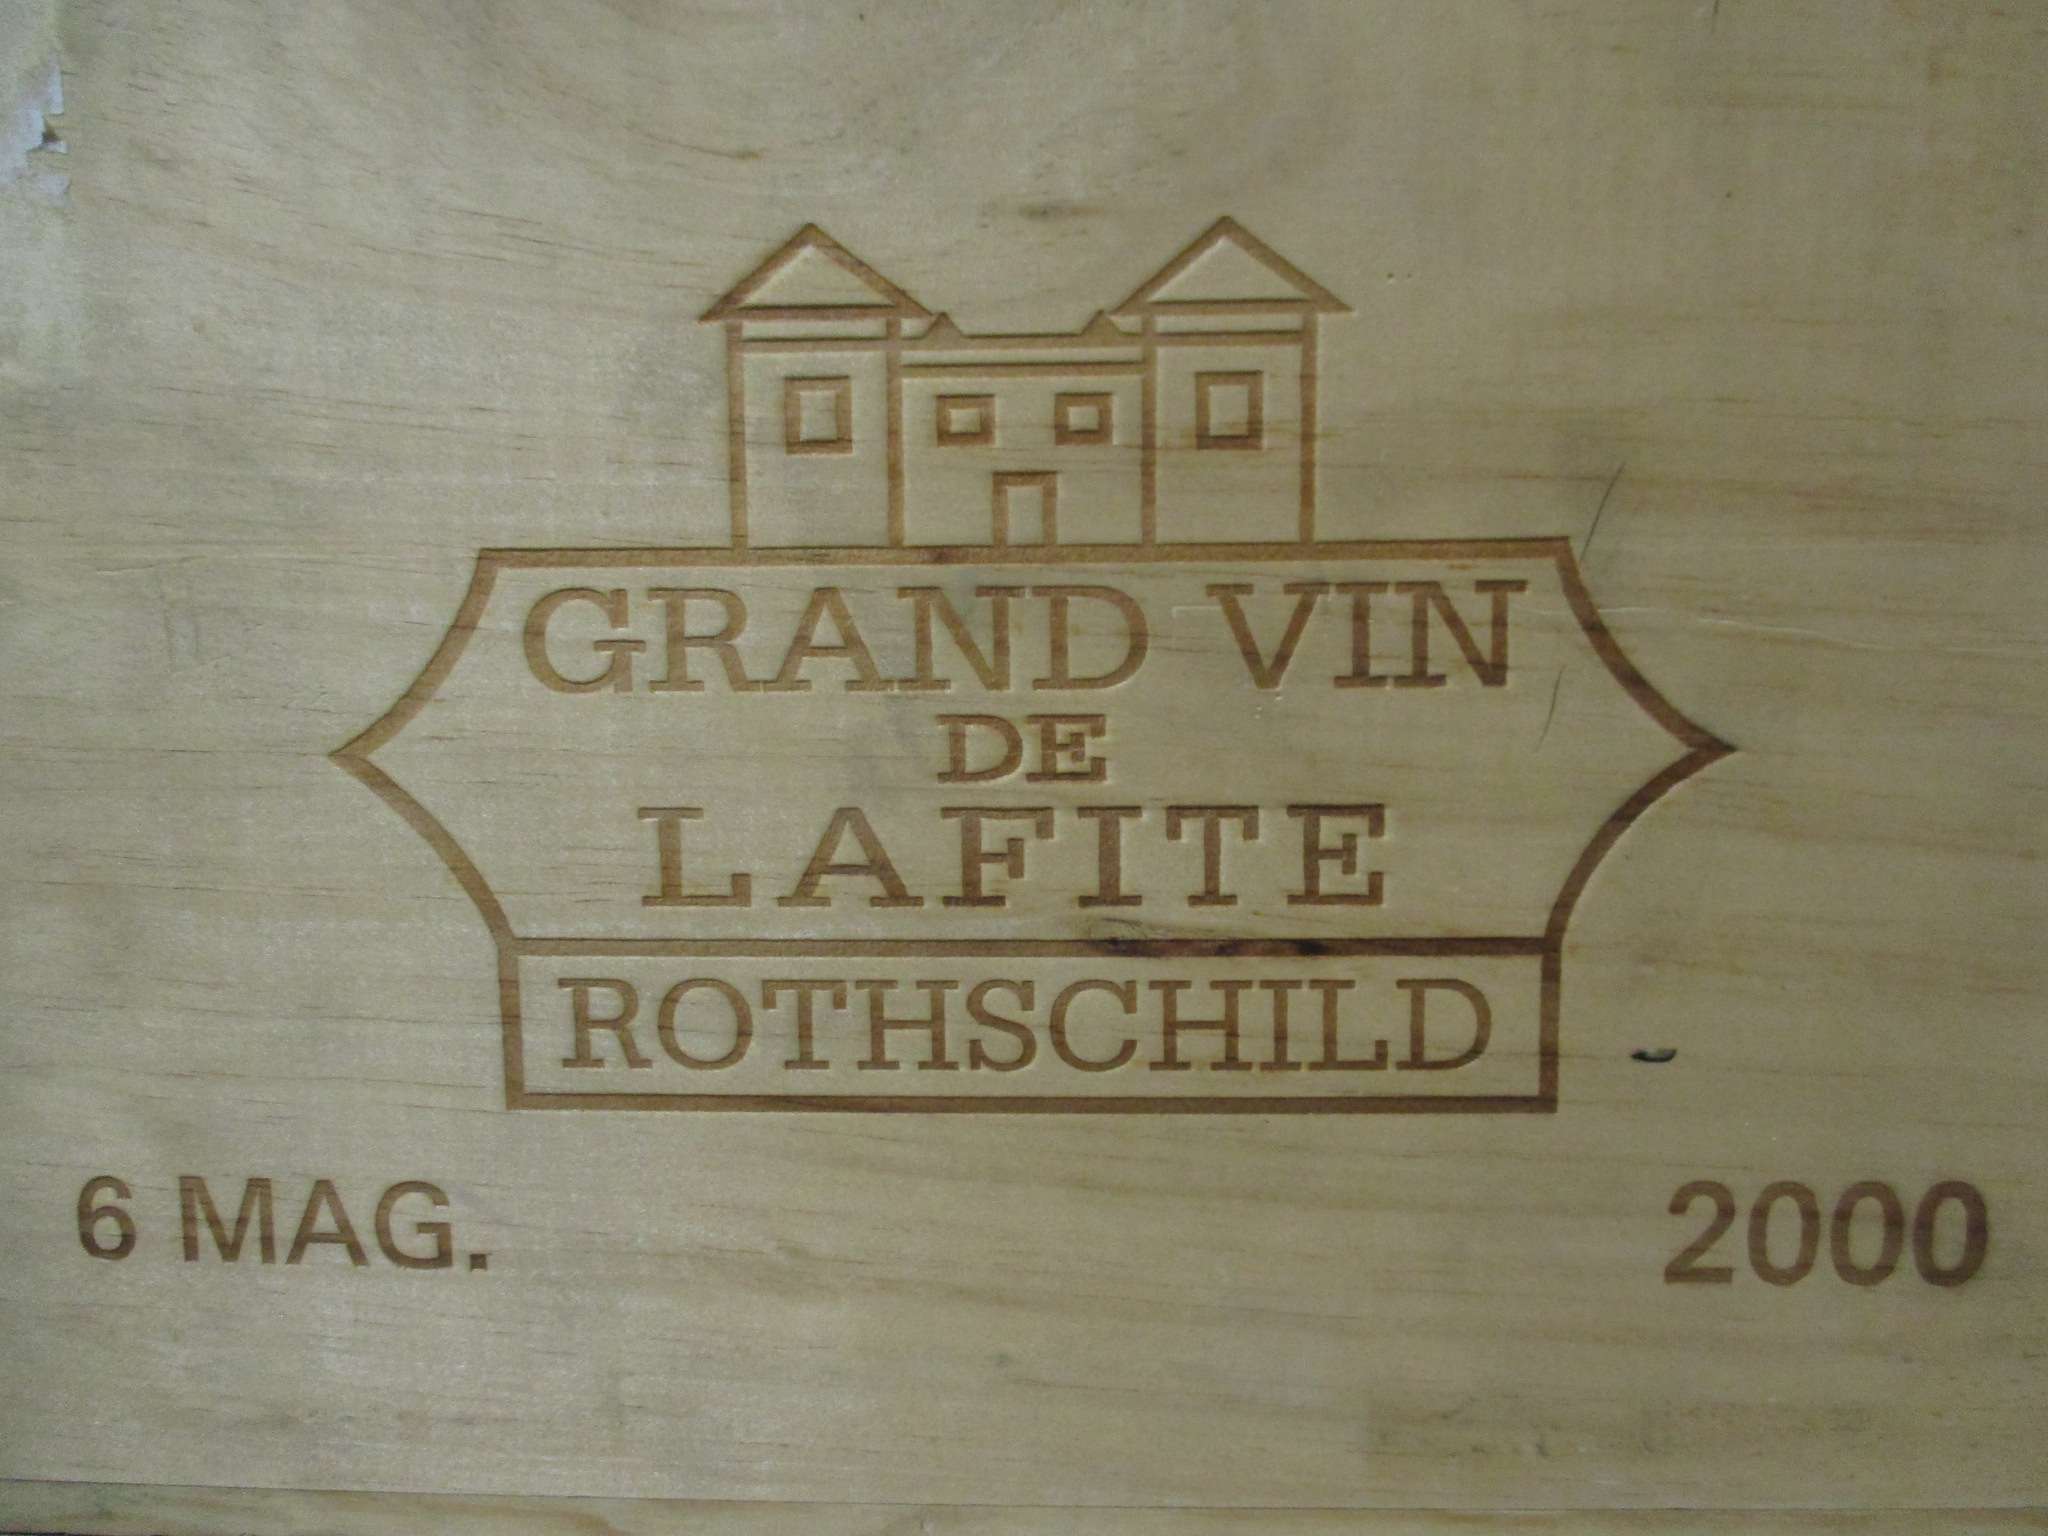 GRAND VIN
DE
LAFITE
ROTHSCHILD
6 MAG.
2000